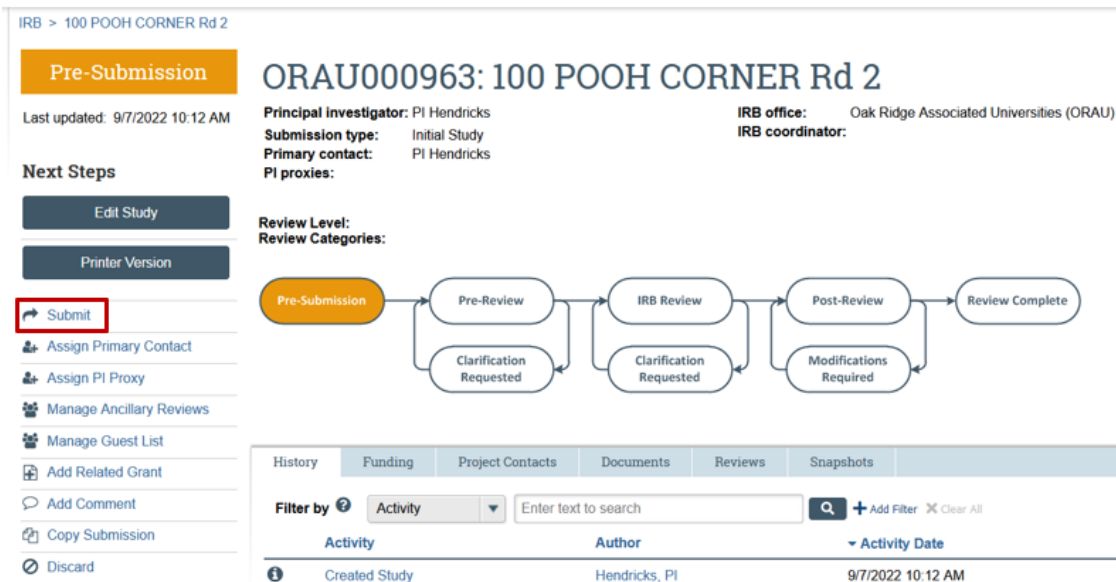 IRB > 100 POOH CORNER Rd 2
Pre-Submission
Last updated: 9/7/2022 10:12 AM
Next Steps
Edit Study
Printer Version
Submit
Assign Primary Contact
Assign PI Proxy
Manage Ancillary Reviews
Manage Guest List
Add Related Grant
Add Comment
Copy Submission
Discard
ORAU000963: 100 POOH CORNER Rd 2
Principal investigator: PI Hendricks
Submission type: Initial Study
Primary contact: PI Hendricks
PI proxies:
IRB office: Oak Ridge Associated Universities (ORAU)
IRB coordinator:
Review Level:
Review Categories:
Pre-Submission
Pre-Review
IRB Review
Post-Review
Review Complete
Clarification
Requested
Clarification
Requested
Modifications
Required
History Funding Project Contacts Documents Reviews Snapshots
Filter by ? Activity Enter text to search Add Filter Clear All
Activity Author Activity Date
Created Study Hendricks, PI 9/7/2022 10:12 AM